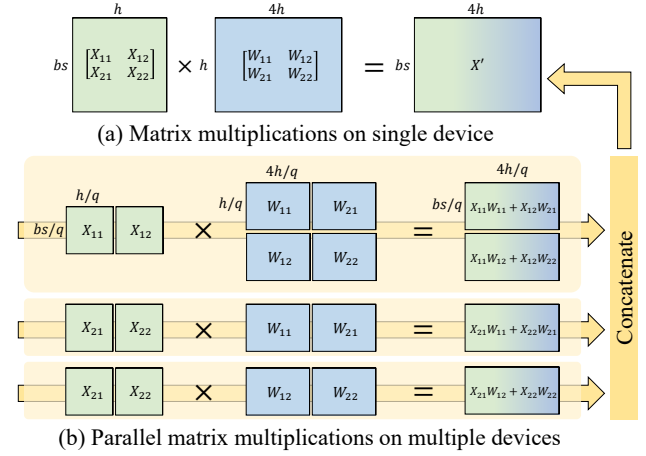 h 4h 4h
bs [X₁₁ X₁₂ × h [W₁₁ W₁₂ = bs X′
X₂₁ X₂₂] W₂₁ W₂₂]
(a) Matrix multiplications on single device
4h/q 4h/q
h/q
h/q W₁₁ W₂₁ bs/q X₁₁W₁₁ + X₁₂W₂₁
bs/q X₁₁ X₁₂ × =
W₁₂ W₂₂ X₁₁W₁₂ + X₁₂W₂₂
X₂₁ X₂₂ × W₁₁ W₂₁ = X₂₁W₁₁ + X₂₂W₂₁
X₂₁ X₂₂ × W₁₂ W₂₂ = X₂₁W₁₂ + X₂₂W₂₂
Concatenate
(b) Parallel matrix multiplications on multiple devices